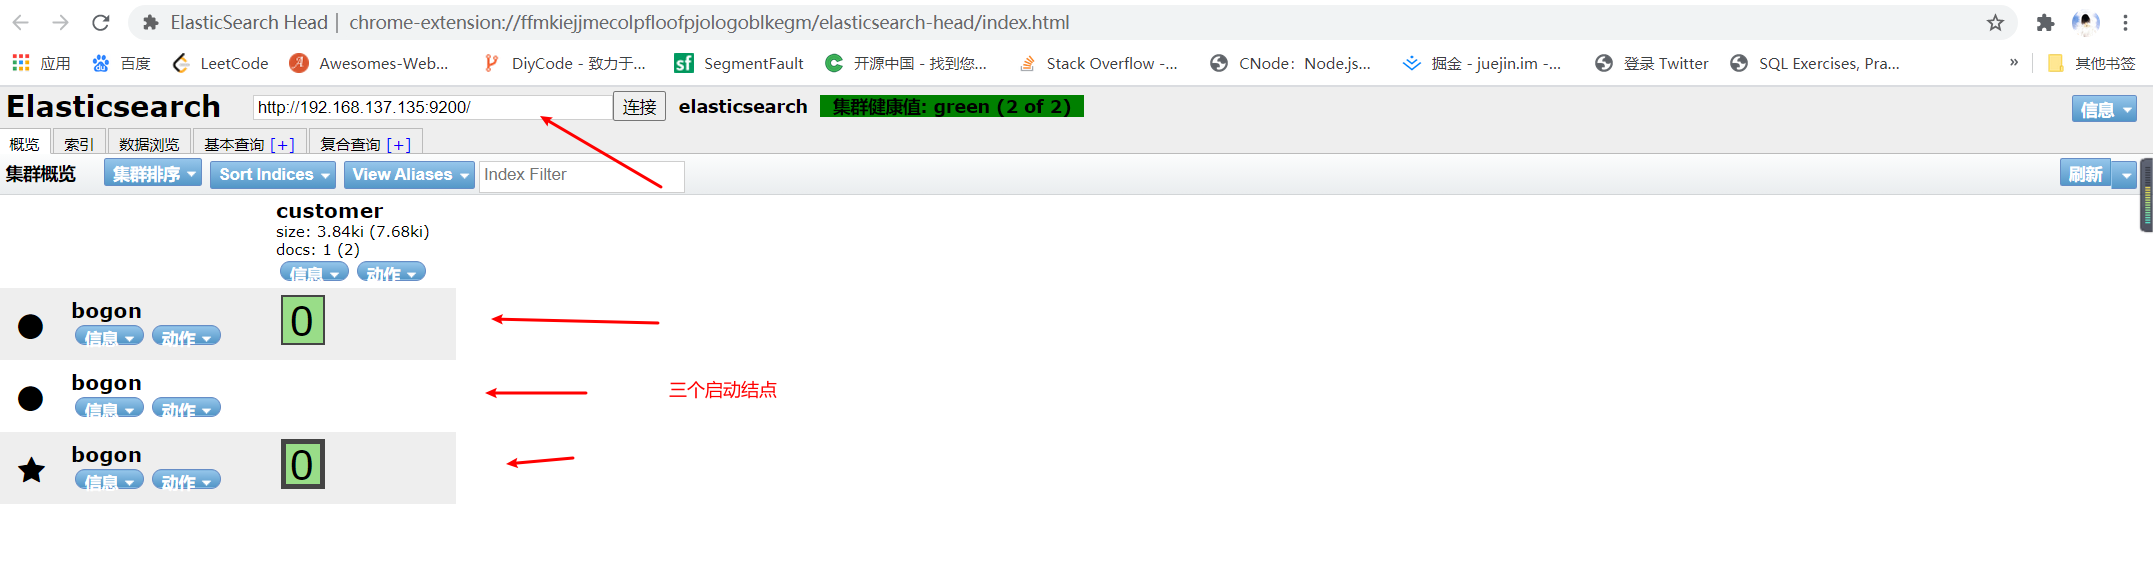 ElasticSearch Head | chrome-extension://ffmkiejjmecolpfloofpjologoblkegm/elasticsearch-head/index.html
应用 百度 LeetCode Awesomes-Web... DiyCode - 致力于... SegmentFault 开源中国 - 找到您... Stack Overflow -... CNode：Node.js... 掘金 - juejin.im -... 登录 Twitter SQL Exercises, Pra... » 其他书签
Elasticsearch http://192.168.137.135:9200/ 连接 elasticsearch 集群健康值: green (2 of 2) 信息
概览 索引 数据浏览 基本查询 [+] 复合查询 [+]
集群概览 集群排序 Sort Indices View Aliases Index Filter 刷新
customer
size: 3.84ki (7.68ki)
docs: 1 (2)
信息 动作
bogon 0
信息 动作
bogon
信息 动作
三个启动结点
bogon 0
信息 动作